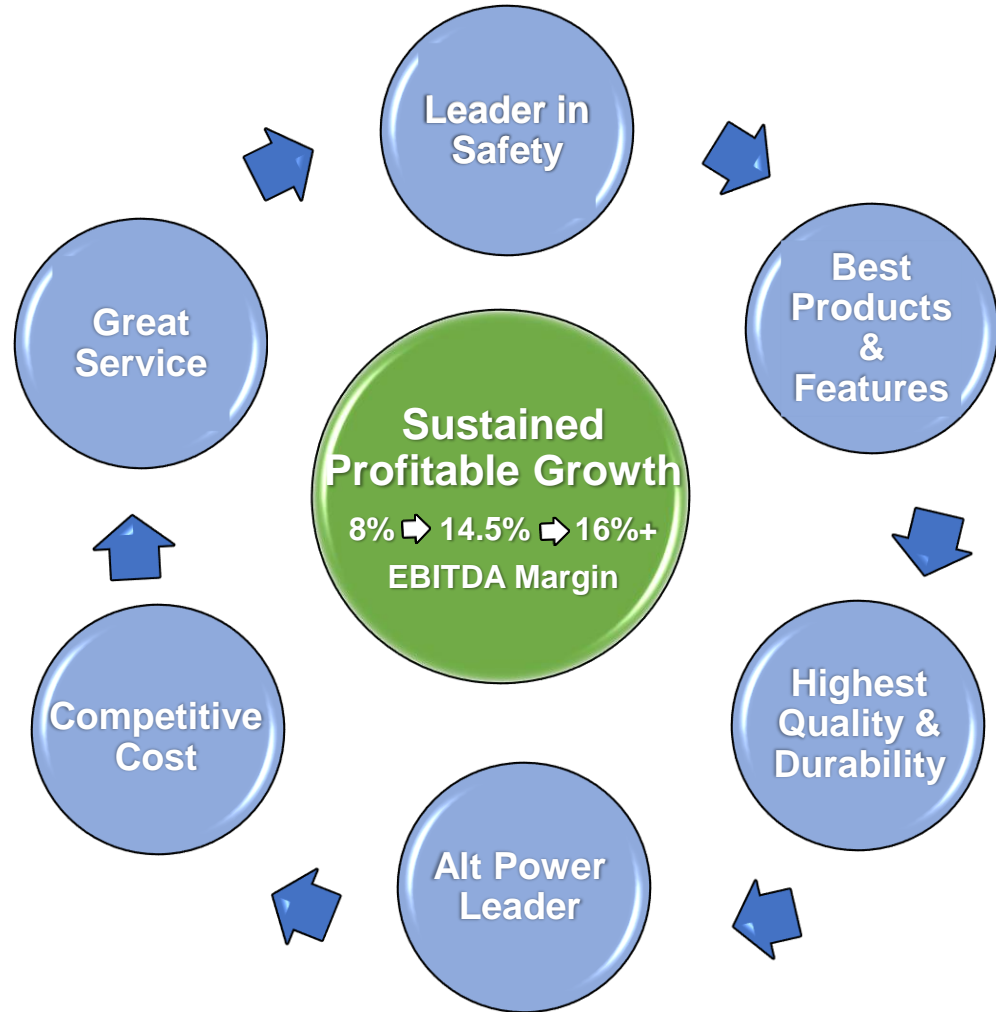 Leader in
Safety
Best
Products
&
Features
Highest
Quality &
Durability
Alt Power
Leader
Competitive
Cost
Great
Service
Sustained
Profitable Growth
8% 14.5% 16%+
EBITDA Margin